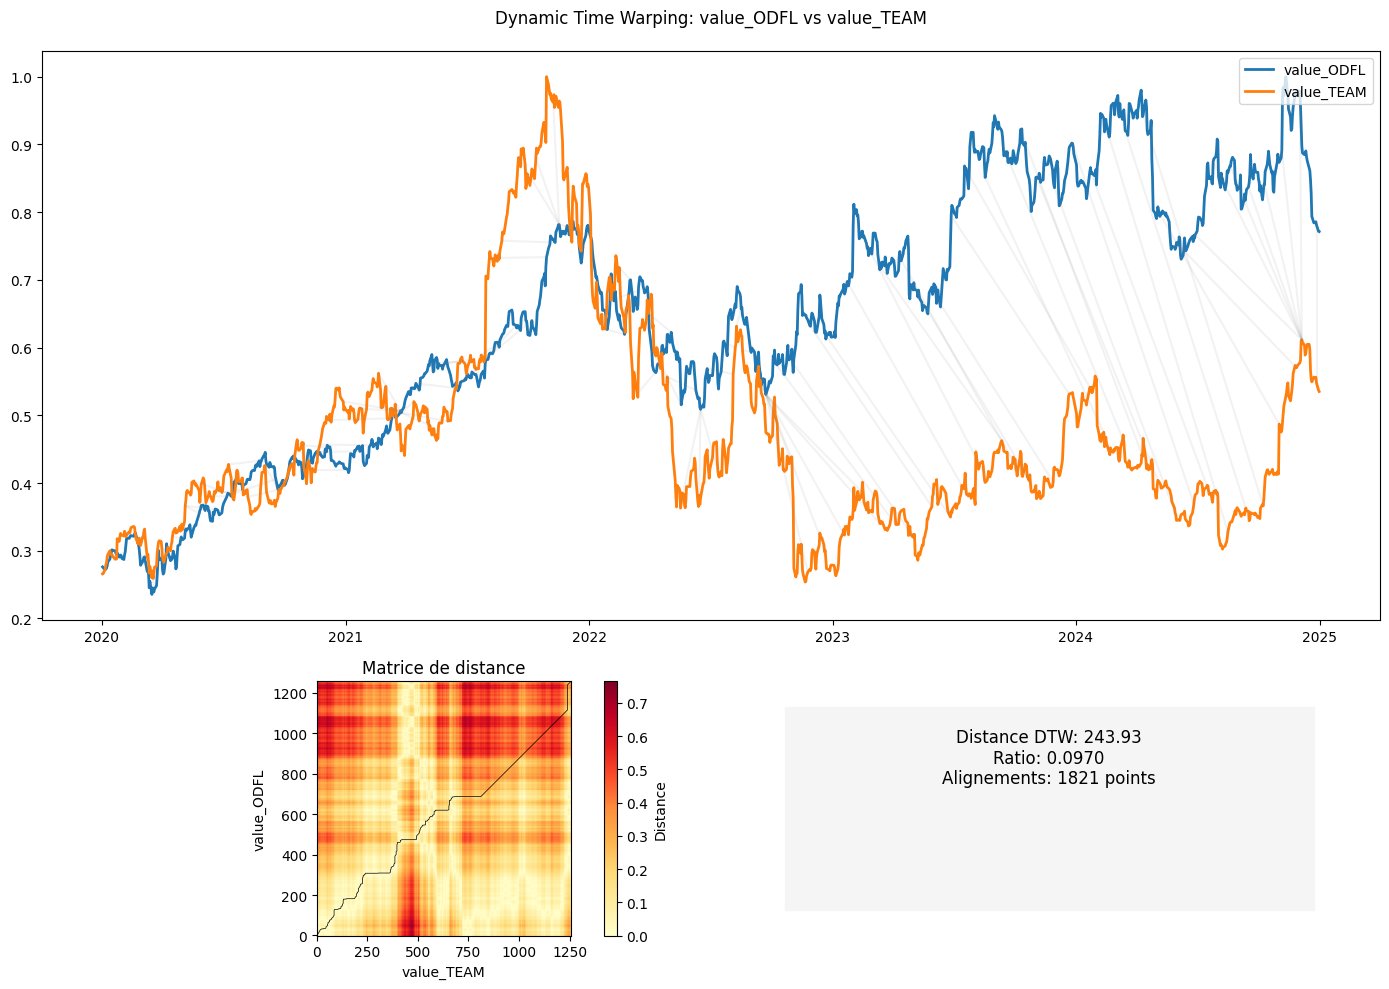 Dynamic Time Warping: value_ODFL vs value_TEAM
value_ODFL
value_TEAM
1.0
0.9
0.8
0.7
0.6
0.5
0.4
0.3
0.2
2020 2021 2022 2023 2024 2025
Matrice de distance
value_ODFL
1200
1000
800
600
400
200
0
0 250 500 750 1000 1250
value_TEAM
0.7
0.6
0.5
0.4
0.3
0.2
0.1
0.0
Distance
Distance DTW: 243.93
Ratio: 0.0970
Alignements: 1821 points